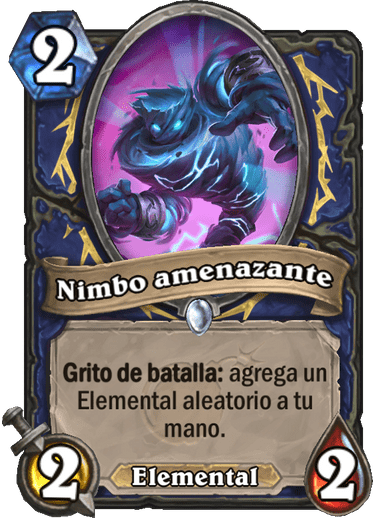 2
Nimbo amenazante
Grito de batalla: agrega un
Elemental aleatorio a tu
mano.
2
Elemental
2